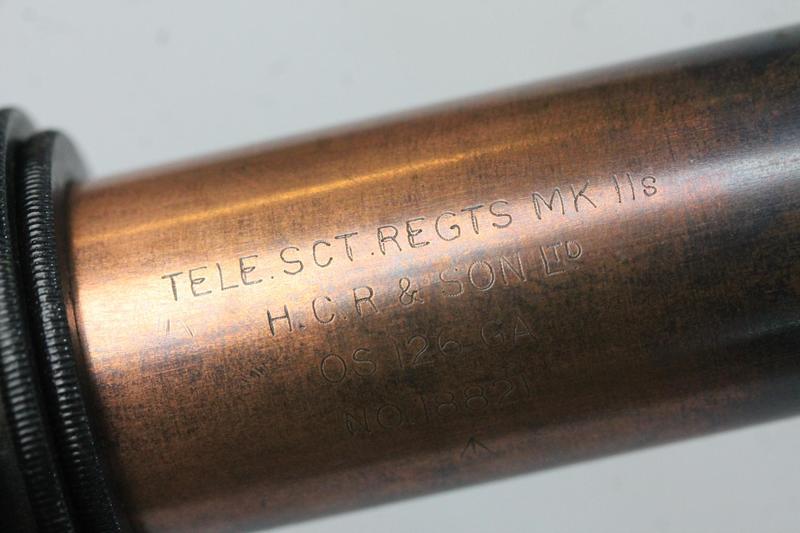 TELE. SCT. REGTS MK IIs
H.C.R & SON LTD
OS 126 GA
NO. 18821